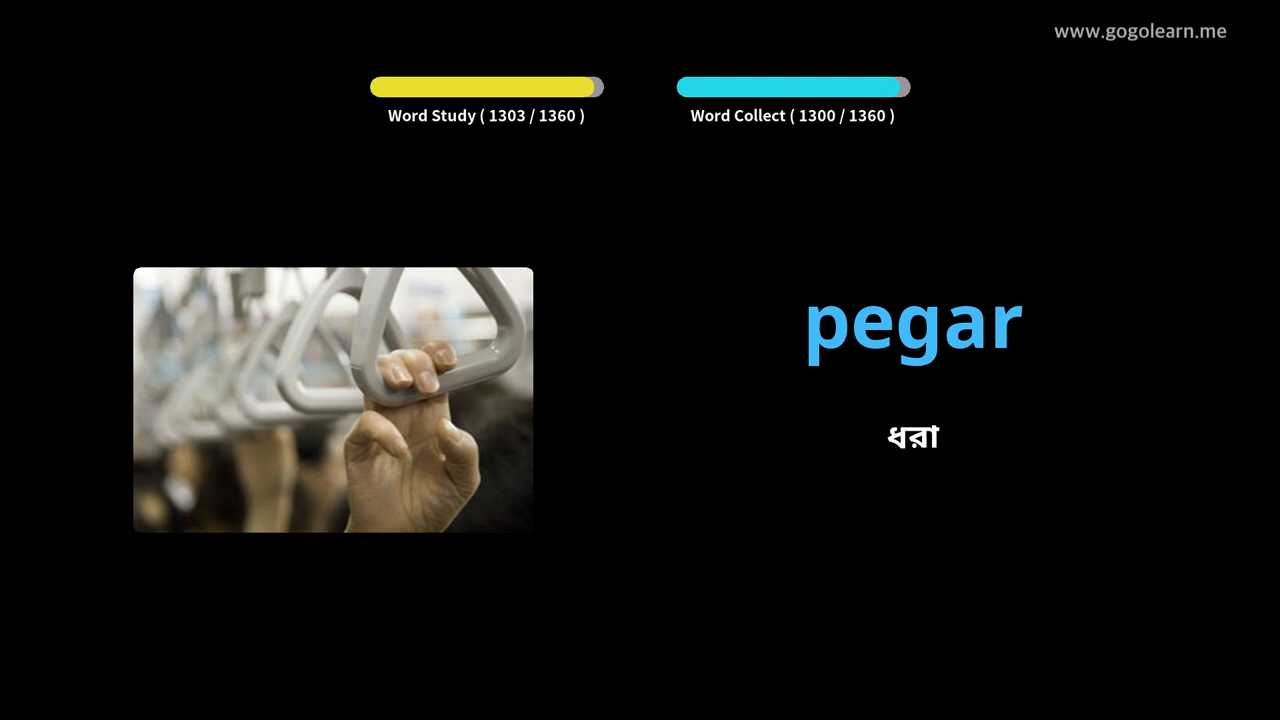 www.gogolearn.me
Word Study ( 1303 / 1360 )
Word Collect ( 1300 / 1360 )
pegar
ধরা